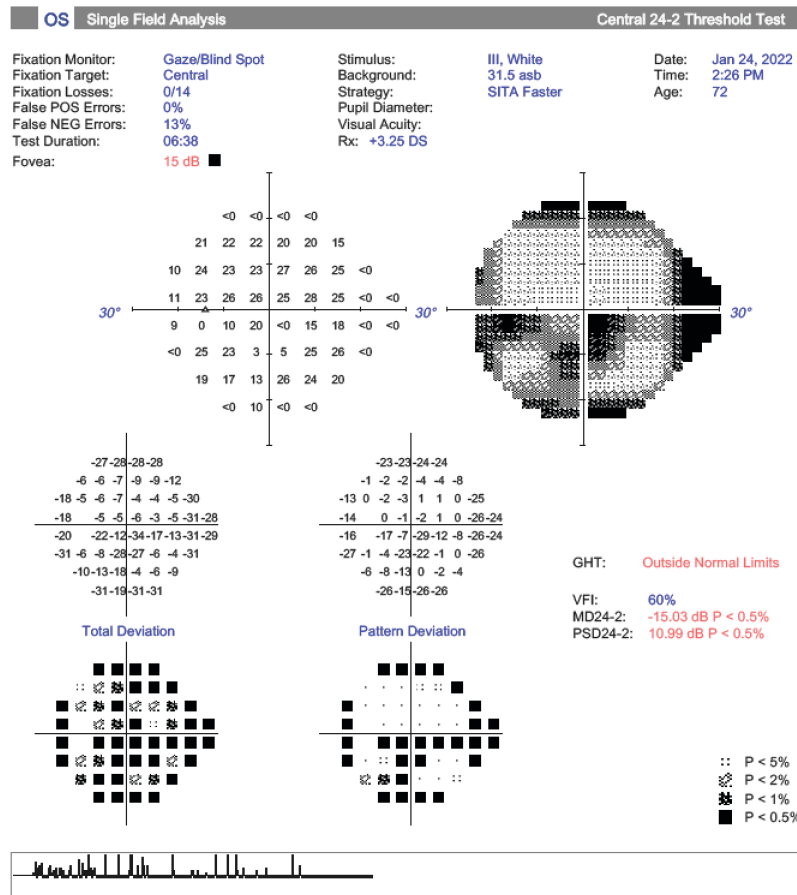 OS Single Field Analysis Central 24-2 Threshold Test
Fixation Monitor: Gaze/Blind Spot Stimulus: III, White Date: Jan 24, 2022
Fixation Target: Central Background: 31.5 asb Time: 2:26 PM
Fixation Losses: 0/14 Strategy: SITA Faster Age: 72
False POS Errors: 0% Pupil Diameter:
False NEG Errors: 13% Visual Acuity:
Test Duration: 06:38 Rx: +3.25 DS
Fovea: 15 dB
<0 <0 <0 <0
21 22 22 20 20 15
10 24 23 23 27 26 25 <0
11 23 26 26 25 28 25 <0 <0
30° 30° 30°
9 0 10 20 <0 15 18 <0 <0
<0 25 23 3 5 25 26 <0
19 17 13 26 24 20
<0 10 <0 <0
-27 -28 -28 -28 -23 -23 -24 -24
-6 -6 -7 -9 -9 -12 -1 -2 -2 -4 -4 -8
-18 -5 -6 -7 -4 -4 -5 -30 -13 0 -2 -3 1 1 0 -25
-18 -5 -5 -6 -3 -5 -31 -28 -14 0 -1 -2 1 0 -26 -24
-20 -22 -12 -34 -17 -13 -31 -29 -16 -17 -7 -29 -12 -8 -26 -24
-31 -6 -8 -28 -27 -6 -4 -31 -27 -1 -4 -23 -22 -1 0 -26
-10 -13 -18 -4 -6 -9 -6 -8 -13 0 -2 -4
-31 -19 -31 -31 -26 -15 -26 -26
GHT: Outside Normal Limits
VFI: 60%
MD24-2: -15.03 dB P < 0.5%
PSD24-2: 10.99 dB P < 0.5%
Total Deviation Pattern Deviation
P < 5%
P < 2%
P < 1%
P < 0.5%